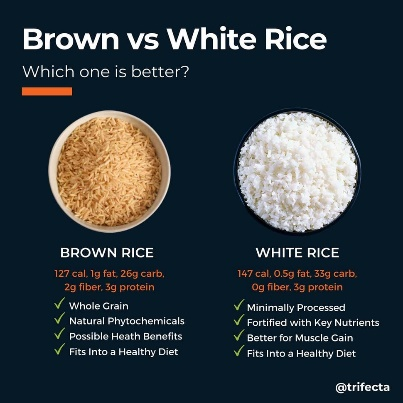 Brown vs White Rice
Which one is better?
BROWN RICE
127 cal, 1g fat, 26g carb,
2g fiber, 3g protein
Whole Grain
Natural Phytochemicals
Possible Heath Benefits
Fits Into a Healthy Diet
WHITE RICE
147 cal, 0.5g fat, 33g carb,
0g fiber, 3g protein
Minimally Processed
Fortified with Key Nutrients
Better for Muscle Gain
Fits Into a Healthy Diet
@trifecta